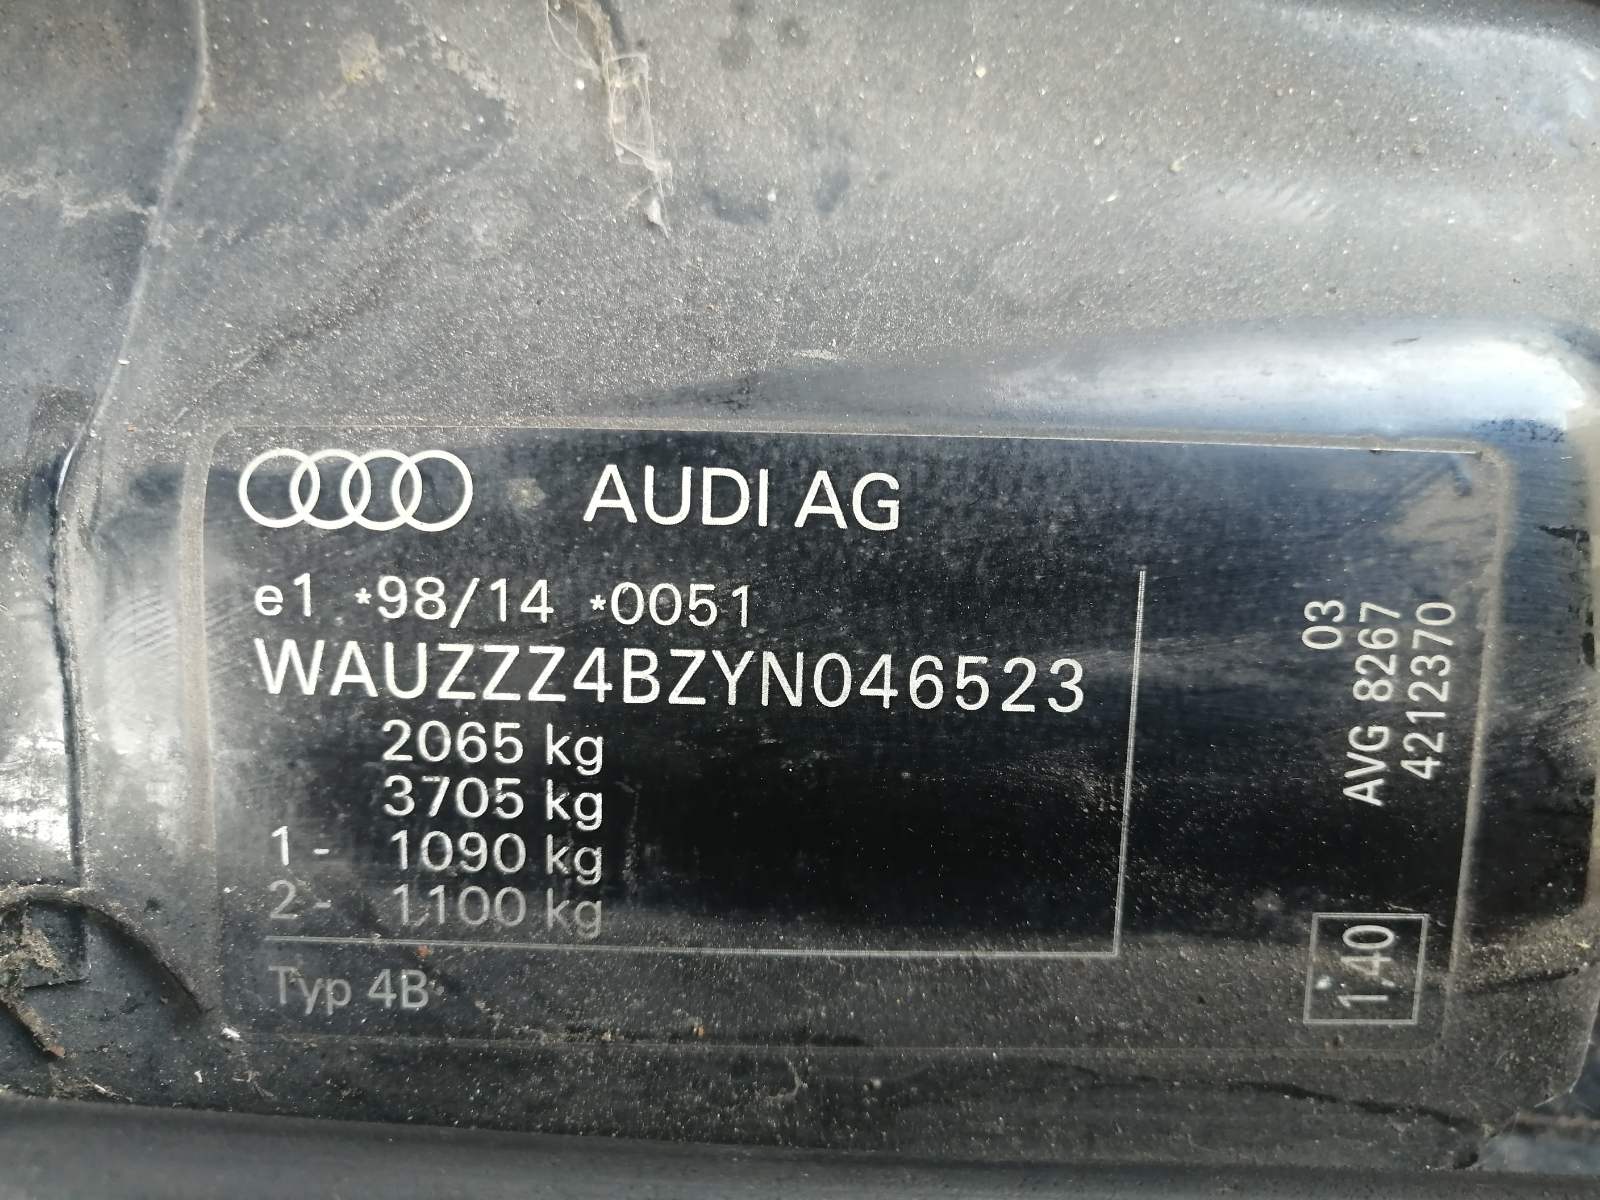 AUDI AG
e1 *98/14 *0051
WAUZZZ4BZYN046523
2065 kg
3705 kg
1 - 1090 kg
2 - 1100 kg
Typ 4B
03
AVG 8267
4212370
1,40